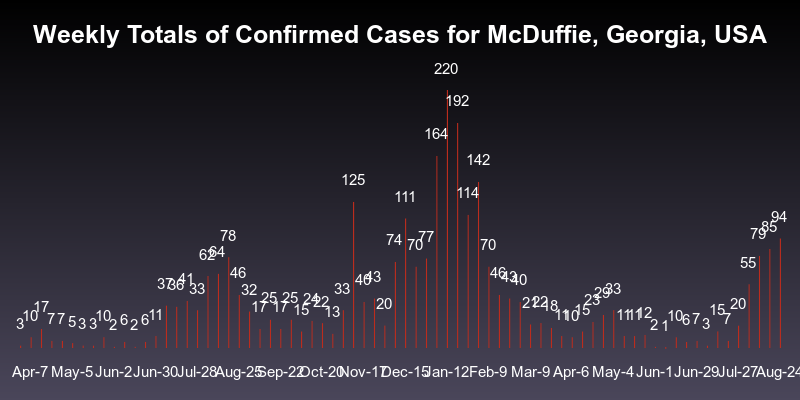 Weekly Totals of Confirmed Cases for McDuffie, Georgia, USA
3 10 17 7 7 5 3 3 10 2 6 2 6 11 37 36 41 33 62 64 78 46 32 17 25 17 25 15 24 22 13 33 125 40 43 20 74 111 70 77 164 220 192 114 142 70 46 43 40 21 22 18 11 10 15 23 29 33 11 11 12 2 1 10 6 7 3 15 7 20 55 79 85 94
Apr-7 May-5 Jun-2 Jun-30 Jul-28 Aug-25 Sep-22 Oct-20 Nov-17 Dec-15 Jan-12 Feb-9 Mar-9 Apr-6 May-4 Jun-1 Jun-29 Jul-27 Aug-24